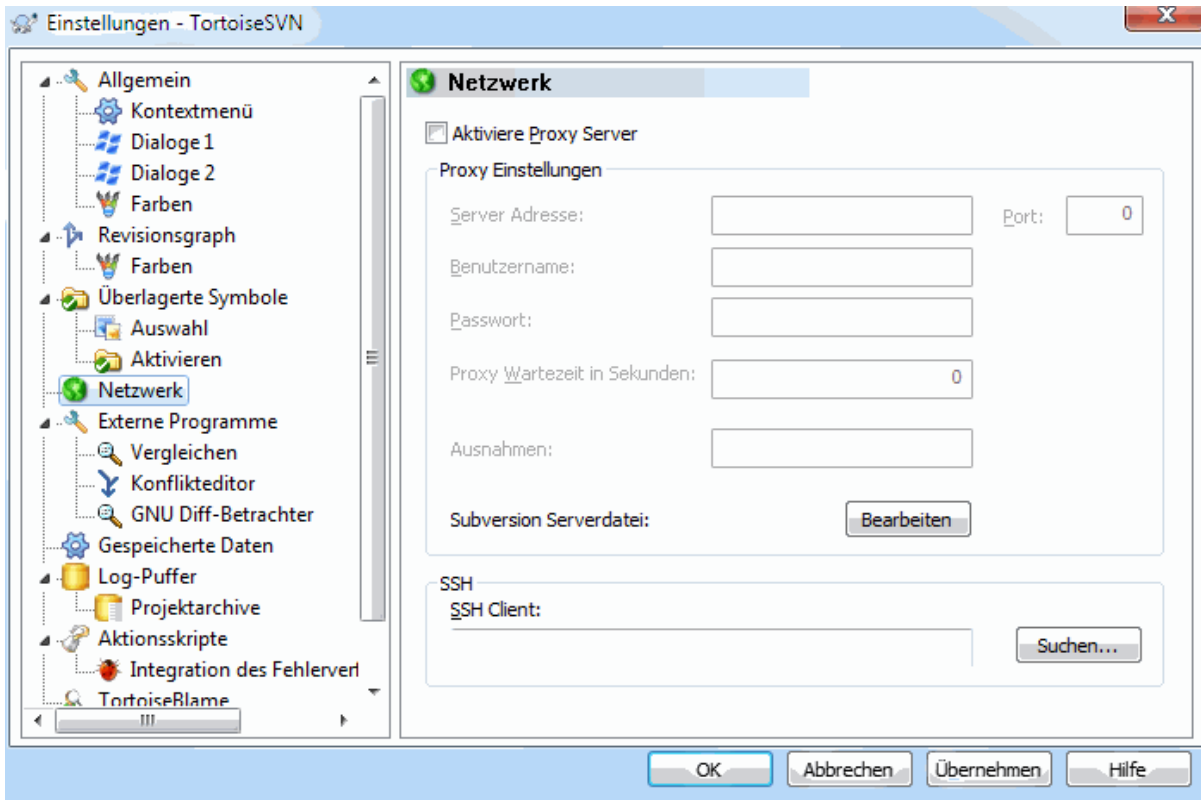 Einstellungen - TortoiseSVN
Allgemein
Kontextmenü
Dialoge 1
Dialoge 2
Farben
Revisionsgraph
Farben
Überlagerte Symbole
Auswahl
Aktivieren
Netzwerk
Externe Programme
Vergleichen
Konflikteditor
GNU Diff-Betrachter
Gespeicherte Daten
Log-Puffer
Projektarchive
Aktionsskripte
Integration des Fehlervert
TortoiseBlame
Netzwerk
Aktiviere Proxy Server
Proxy Einstellungen
Server Adresse:
Port: 0
Benutzername:
Passwort:
Proxy Wartezeit in Sekunden: 0
Ausnahmen:
Subversion Serverdatei: Bearbeiten
SSH
SSH Client:
Suchen...
OK Abbrechen Übernehmen Hilfe